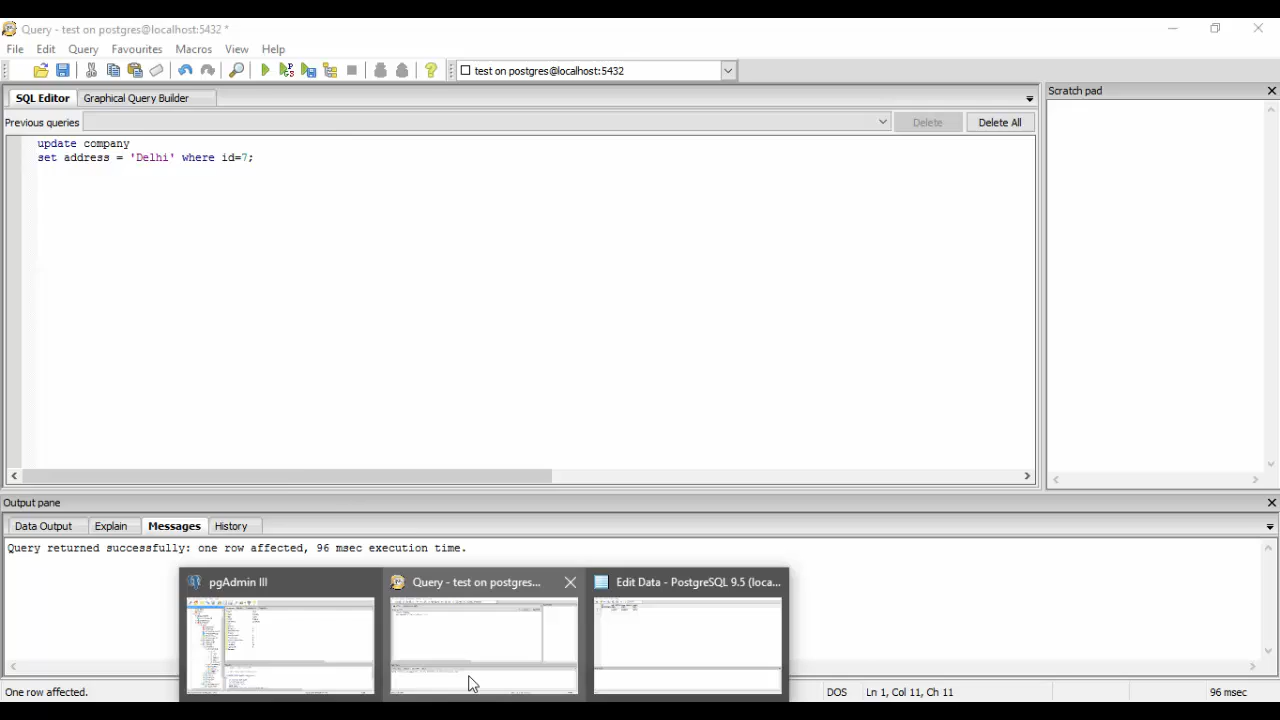 Query - test on postgres@localhost:5432 *
File Edit Query Favourites Macros View Help
test on postgres@localhost:5432
SQL Editor Graphical Query Builder Scratch pad
Previous queries Delete Delete All
update company
set address = 'Delhi' where id=7;
Output pane
Data Output Explain Messages History
Query returned successfully: one row affected, 96 msec execution time.
pgAdmin III Query - test on postgres... Edit Data - PostgreSQL 9.5 (loca...
One row affected. DOS Ln 1, Col 11, Ch 11 96 msec